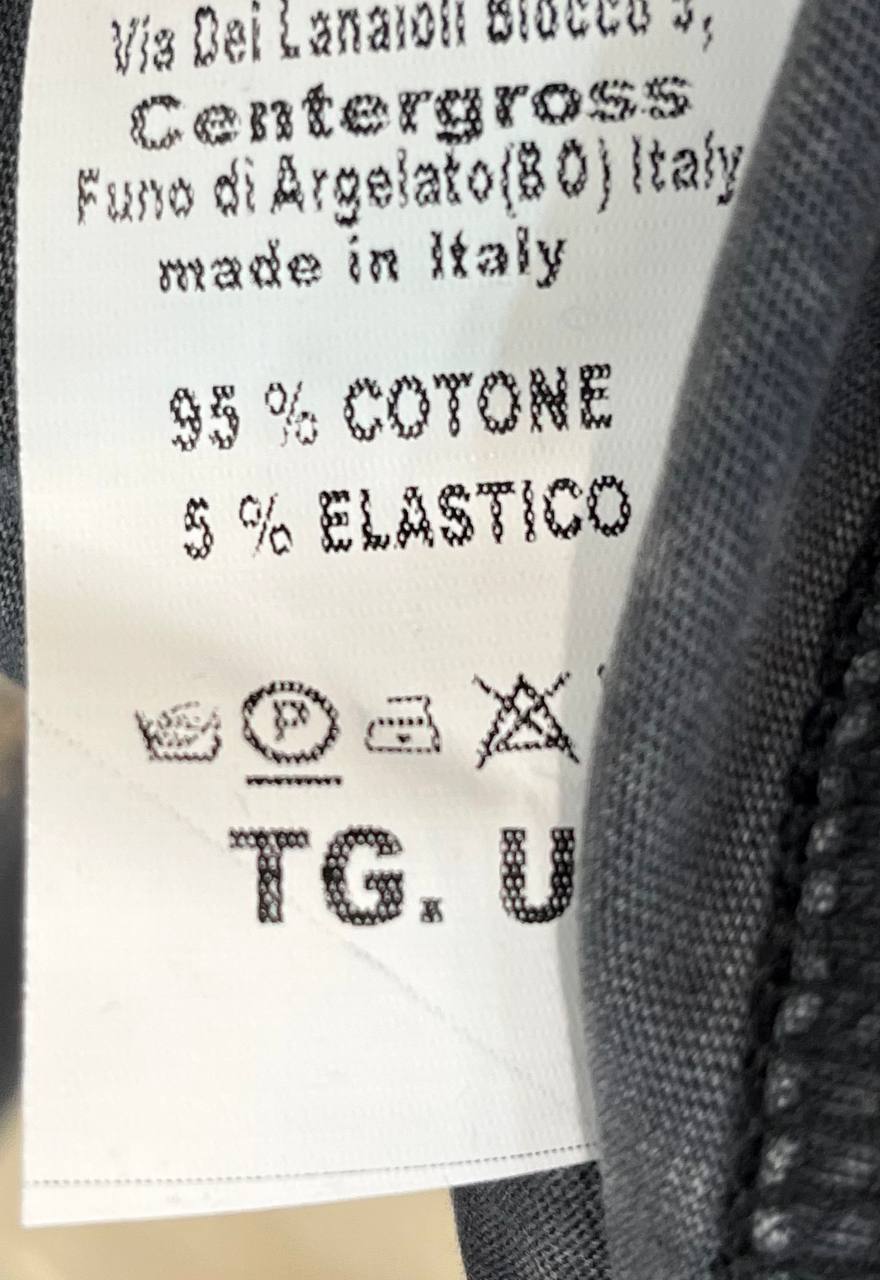 Via Dei Lanaioli Blocco 3,
Centergross
Funo di Argelato(BO) Italy
made in Italy
95 % COTONE
5 % ELASTICO
P
TG. U